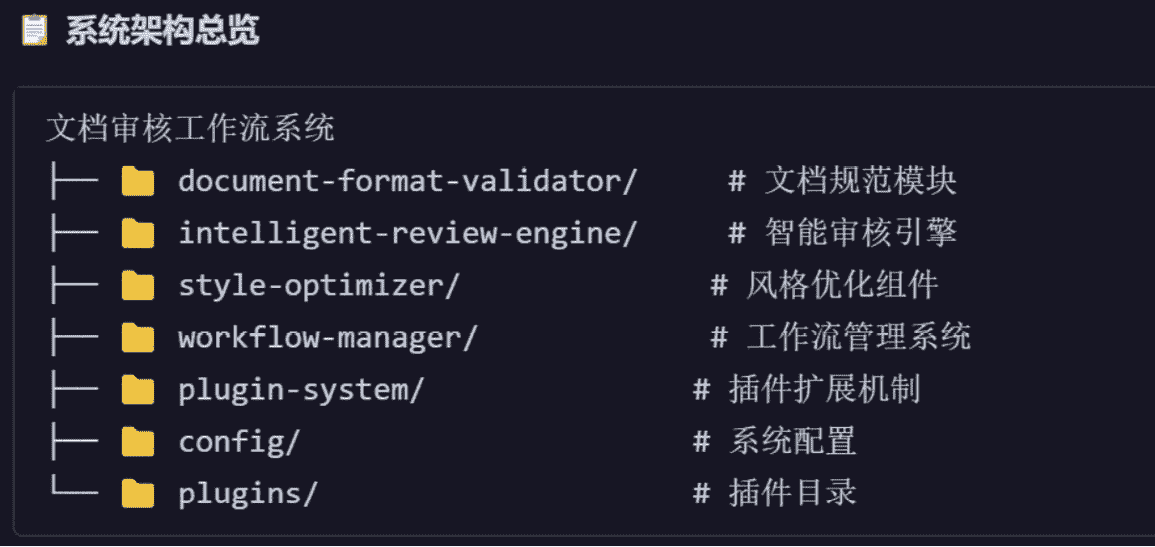 📋 系统架构总览
文档审核工作流系统
├── 📁 document-format-validator/     # 文档规范模块
├── 📁 intelligent-review-engine/     # 智能审核引擎
├── 📁 style-optimizer/              # 风格优化组件
├── 📁 workflow-manager/             # 工作流管理系统
├── 📁 plugin-system/               # 插件扩展机制
├── 📁 config/                      # 系统配置
└── 📁 plugins/                     # 插件目录